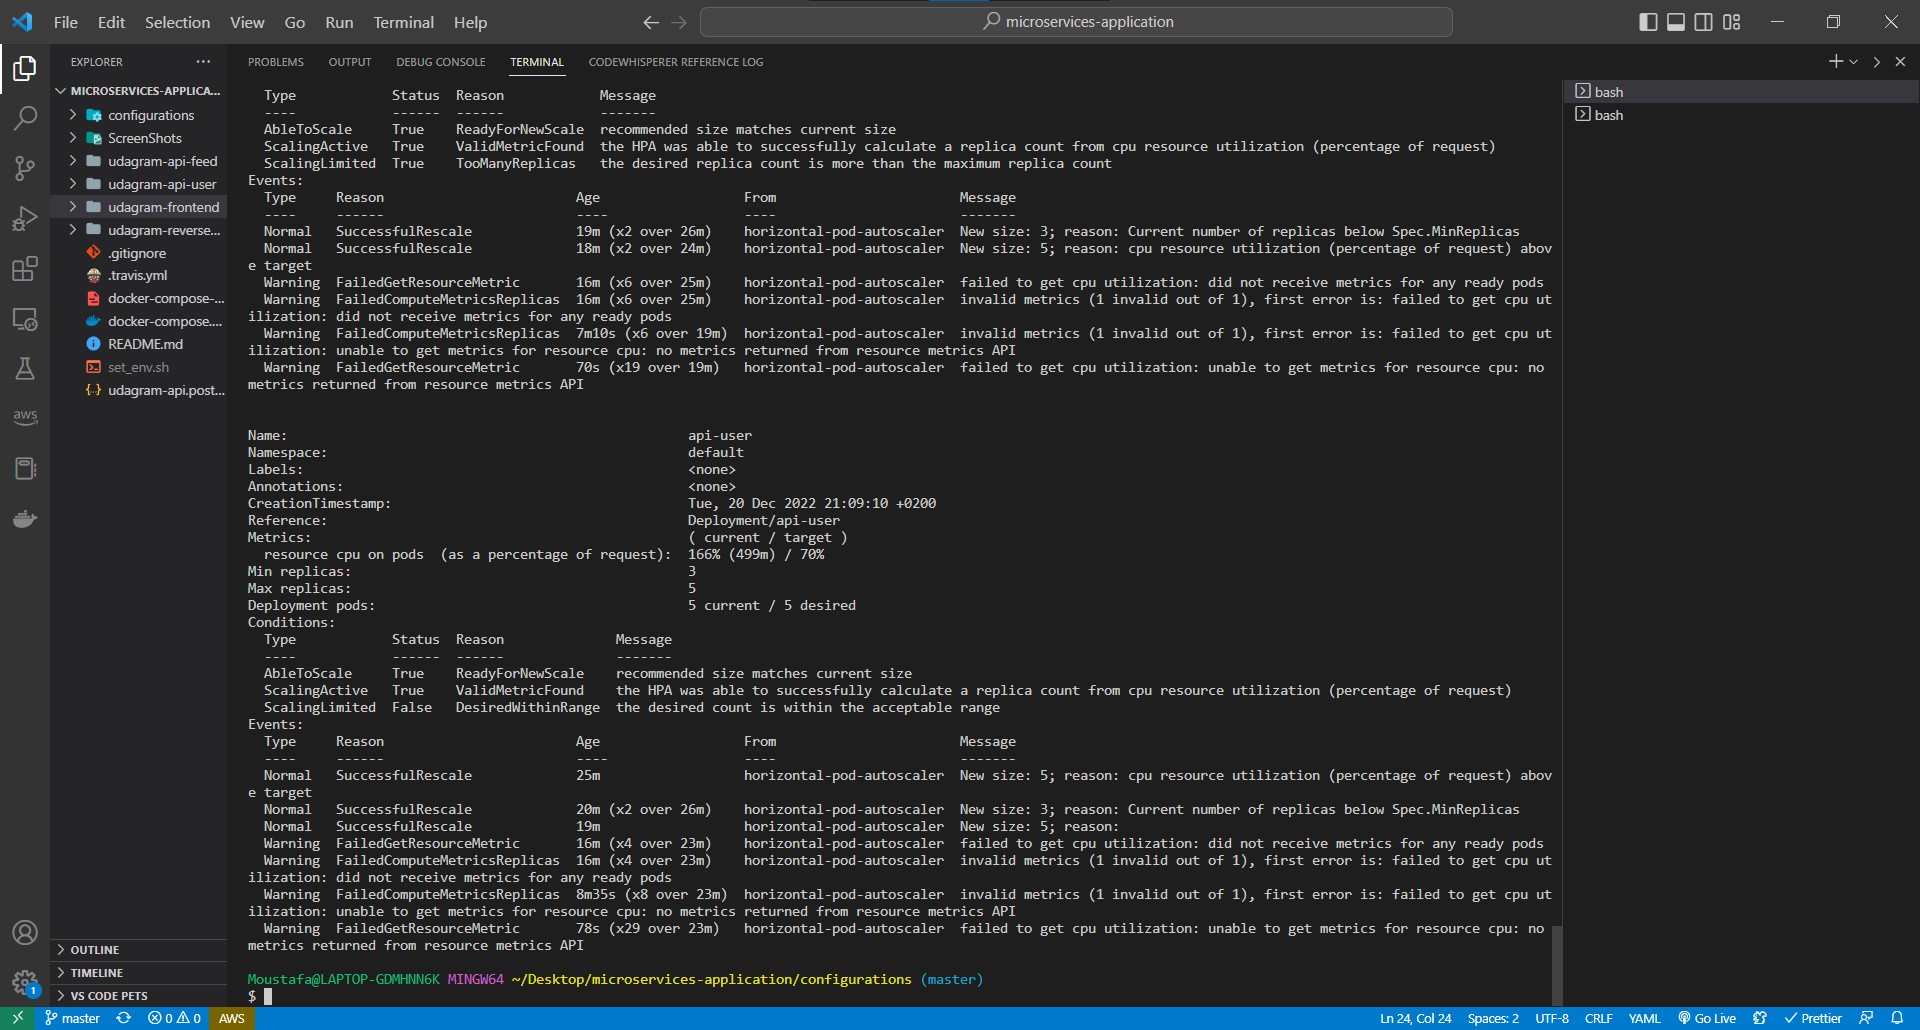 File Edit Selection View Go Run Terminal Help
microservices-application
EXPLORER
PROBLEMS OUTPUT DEBUG CONSOLE TERMINAL CODEWHISPERER REFERENCE LOG
MICROSERVICES-APPLICA...
configurations
ScreenShots
udagram-api-feed
udagram-api-user
udagram-frontend
udagram-reverse...
.gitignore
.travis.yml
docker-compose-...
docker-compose....
README.md
set_env.sh
udagram-api.post...
OUTLINE
TIMELINE
VS CODE PETS
aws
1
  Type            Status  Reason            Message
  ----            ------  ------            -------
  AbleToScale     True    ReadyForNewScale  recommended size matches current size
  ScalingActive   True    ValidMetricFound  the HPA was able to successfully calculate a replica count from cpu resource utilization (percentage of request)
  ScalingLimited  True    TooManyReplicas   the desired replica count is more than the maximum replica count
Events:
  Type     Reason                        Age                  From                       Message
  ----     ------                        ----                 ----                       -------
  Normal   SuccessfulRescale             19m (x2 over 26m)    horizontal-pod-autoscaler  New size: 3; reason: Current number of replicas below Spec.MinReplicas
  Normal   SuccessfulRescale             18m (x2 over 24m)    horizontal-pod-autoscaler  New size: 5; reason: cpu resource utilization (percentage of request) abov
e target
  Warning  FailedGetResourceMetric       16m (x6 over 25m)    horizontal-pod-autoscaler  failed to get cpu utilization: did not receive metrics for any ready pods
  Warning  FailedComputeMetricsReplicas  16m (x6 over 25m)    horizontal-pod-autoscaler  invalid metrics (1 invalid out of 1), first error is: failed to get cpu ut
ilization: did not receive metrics for any ready pods
  Warning  FailedComputeMetricsReplicas  7m10s (x6 over 19m)  horizontal-pod-autoscaler  invalid metrics (1 invalid out of 1), first error is: failed to get cpu ut
ilization: unable to get metrics for resource cpu: no metrics returned from resource metrics API
  Warning  FailedGetResourceMetric       70s (x19 over 19m)   horizontal-pod-autoscaler  failed to get cpu utilization: unable to get metrics for resource cpu: no
metrics returned from resource metrics API
Name:                                                  api-user
Namespace:                                             default
Labels:                                                <none>
Annotations:                                           <none>
CreationTimestamp:                                     Tue, 20 Dec 2022 21:09:10 +0200
Reference:                                             Deployment/api-user
Metrics:                                               ( current / target )
  resource cpu on pods  (as a percentage of request):  166% (499m) / 70%
Min replicas:                                          3
Max replicas:                                          5
Deployment pods:                                       5 current / 5 desired
Conditions:
  Type            Status  Reason              Message
  ----            ------  ------              -------
  AbleToScale     True    ReadyForNewScale    recommended size matches current size
  ScalingActive   True    ValidMetricFound    the HPA was able to successfully calculate a replica count from cpu resource utilization (percentage of request)
  ScalingLimited  False   DesiredWithinRange  the desired count is within the acceptable range
Events:
  Type     Reason                        Age                  From                       Message
  ----     ------                        ----                 ----                       -------
  Normal   SuccessfulRescale             25m                  horizontal-pod-autoscaler  New size: 5; reason: cpu resource utilization (percentage of request) abov
e target
  Normal   SuccessfulRescale             20m (x2 over 26m)    horizontal-pod-autoscaler  New size: 3; reason: Current number of replicas below Spec.MinReplicas
  Normal   SuccessfulRescale             19m                  horizontal-pod-autoscaler  New size: 5; reason:
  Warning  FailedGetResourceMetric       16m (x4 over 23m)    horizontal-pod-autoscaler  failed to get cpu utilization: did not receive metrics for any ready pods
  Warning  FailedComputeMetricsReplicas  16m (x4 over 23m)    horizontal-pod-autoscaler  invalid metrics (1 invalid out of 1), first error is: failed to get cpu ut
ilization: did not receive metrics for any ready pods
  Warning  FailedComputeMetricsReplicas  8m35s (x8 over 23m)  horizontal-pod-autoscaler  invalid metrics (1 invalid out of 1), first error is: failed to get cpu ut
ilization: unable to get metrics for resource cpu: no metrics returned from resource metrics API
  Warning  FailedGetResourceMetric       78s (x29 over 23m)   horizontal-pod-autoscaler  failed to get cpu utilization: unable to get metrics for resource cpu: no
metrics returned from resource metrics API
Moustafa@LAPTOP-GDMHNN6K MINGW64 ~/Desktop/microservices-application/configurations (master)
$
bash
bash
master 0 0 AWS Ln 24, Col 24 Spaces: 2 UTF-8 CRLF YAML Go Live Prettier